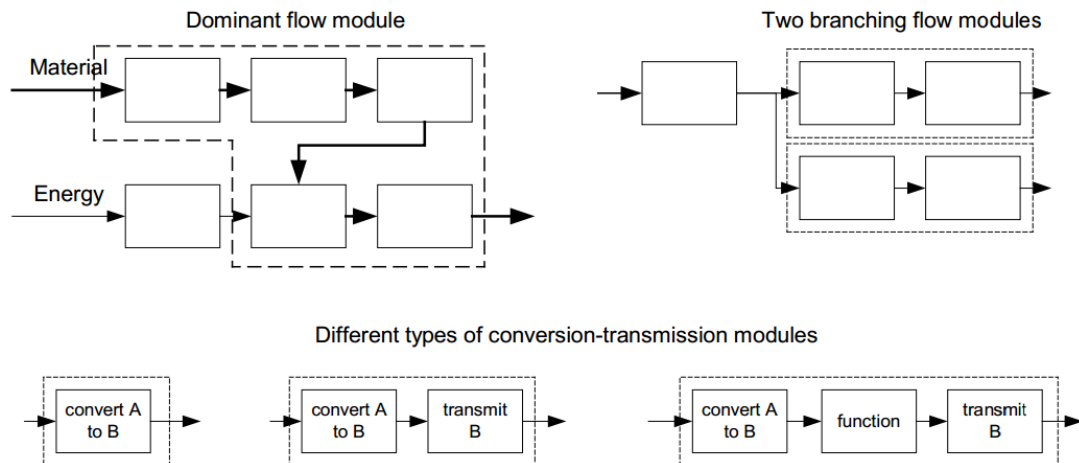 Dominant flow module
Two branching flow modules
Material
Energy
Different types of conversion-transmission modules
convert A
to B
convert A
to B
transmit
B
convert A
to B
function
transmit
B